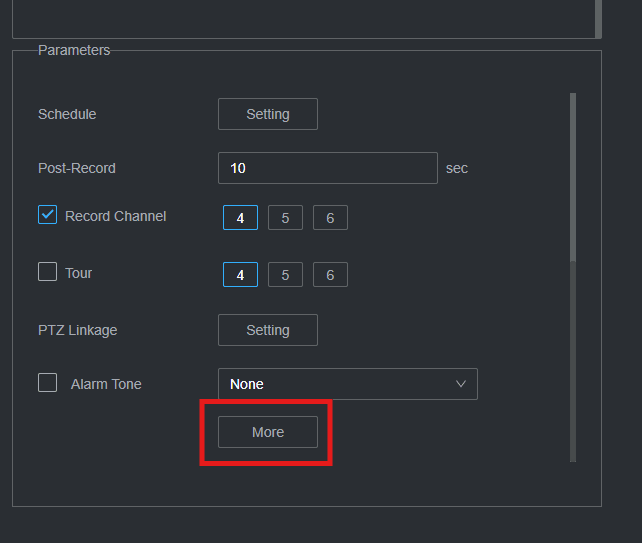 Parameters
Schedule Setting
Post-Record 10 sec
Record Channel 4 5 6
Tour 4 5 6
PTZ Linkage Setting
Alarm Tone None
More